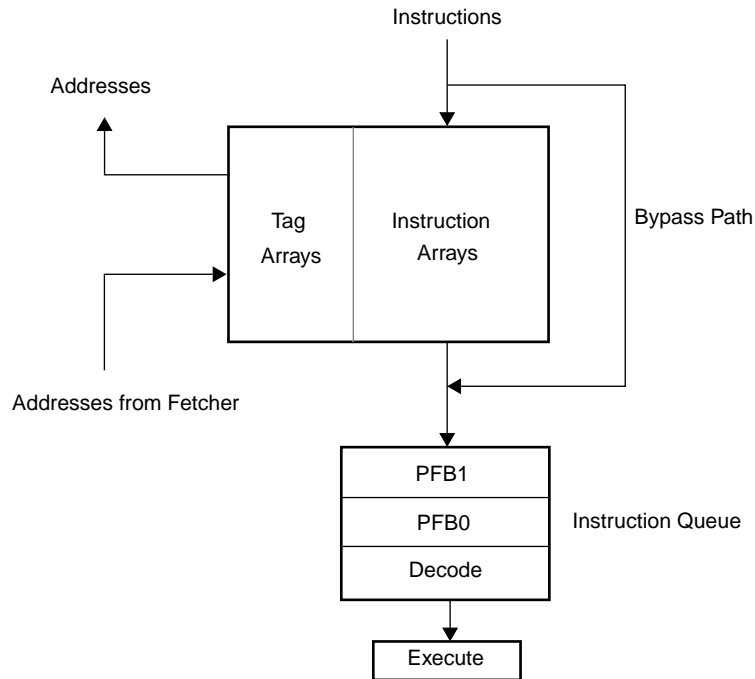 Instructions
Addresses
Tag
Arrays
Instruction
Arrays
Bypass Path
Addresses from Fetcher
PFB1
PFB0
Instruction Queue
Decode
Execute